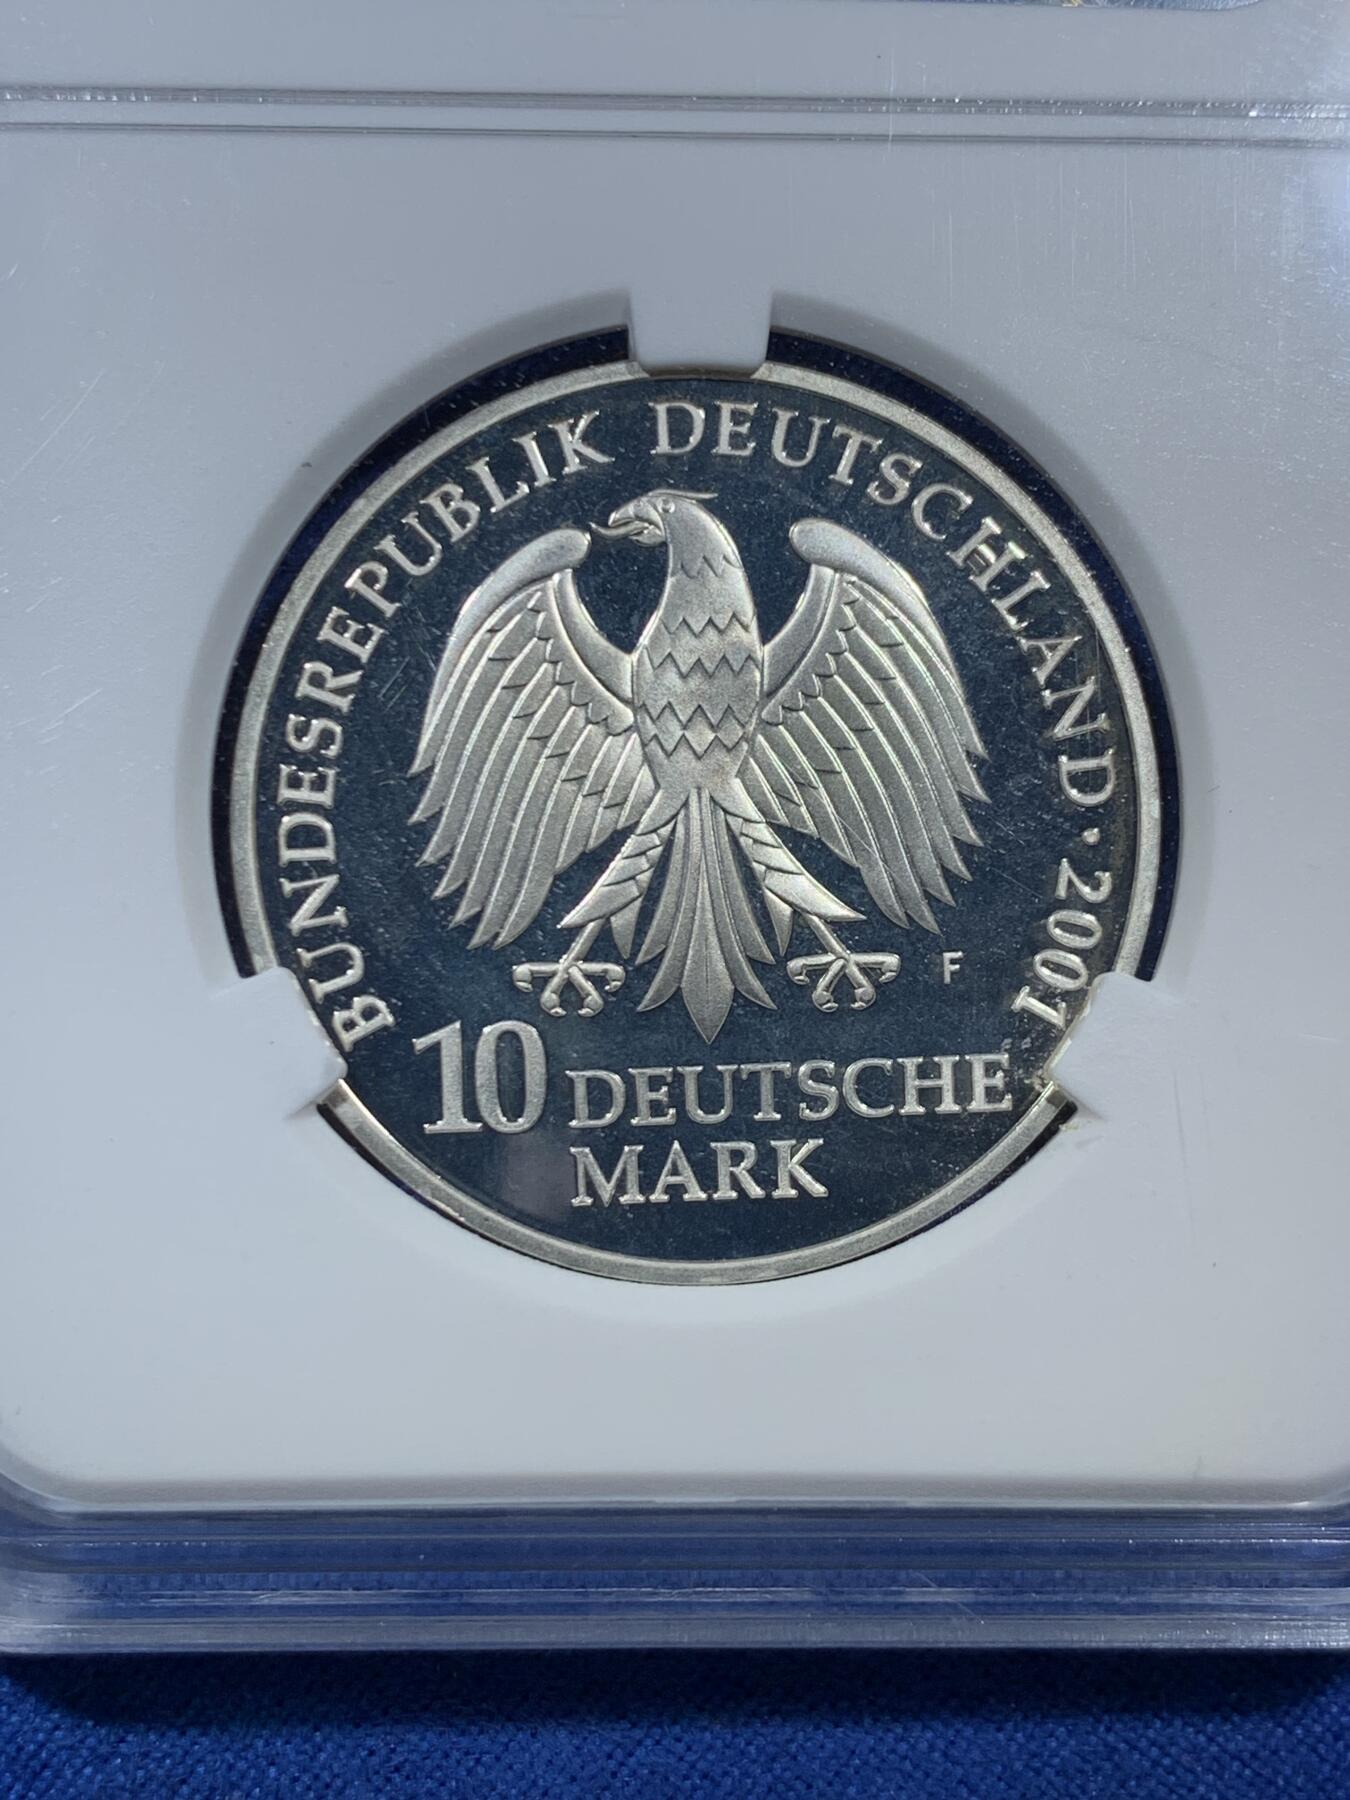 BUNDESREPUBLIK DEUTSCHLAND · 2001
F
10 DEUTSCHE
MARK